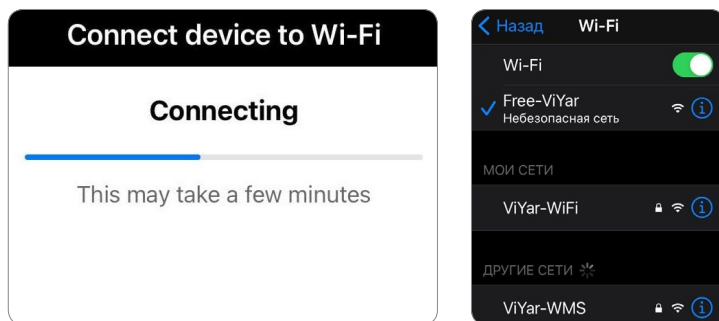 Connect device to Wi-Fi
Connecting
This may take a few minutes
Назад Wi-Fi
Wi-Fi
Free-ViYar
Небезопасная сеть
МОИ СЕТИ
ViYar-WiFi
ДРУГИЕ СЕТИ
ViYar-WMS